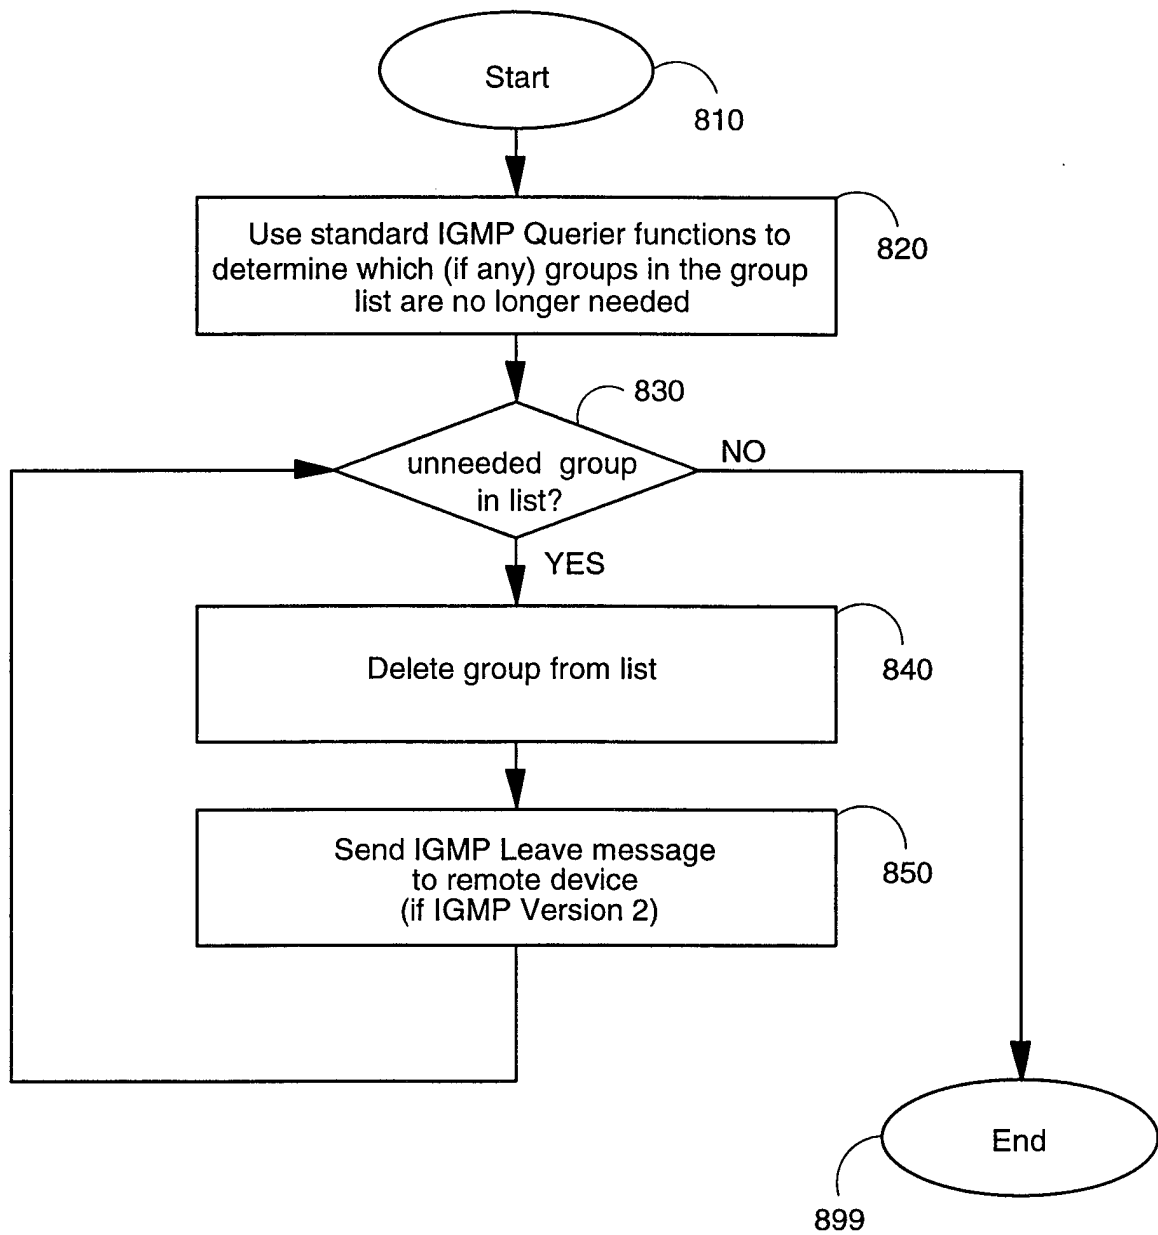 Start
810
Use standard IGMP Querier functions to
determine which (if any) groups in the group
list are no longer needed
820
830
unneeded group
in list?
NO
YES
Delete group from list
840
Send IGMP Leave message
to remote device
(if IGMP Version 2)
850
End
899